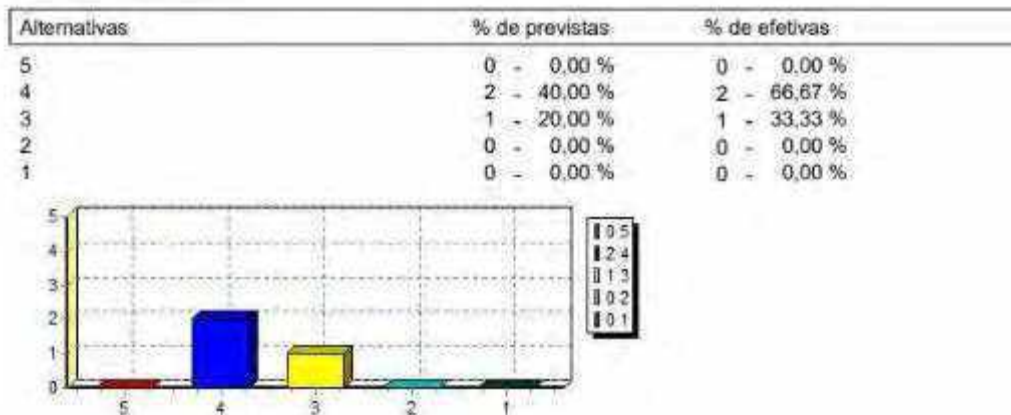 Alternativas % de previstas % de efetivas
5 0 - 0,00 % 0 - 0,00 %
4 2 - 40,00 % 2 - 66,67 %
3 1 - 20,00 % 1 - 33,33 %
2 0 - 0,00 % 0 - 0,00 %
1 0 - 0,00 % 0 - 0,00 %
5
4
3
2
1
0
5 4 3 2 1
0 5
2 4
1 3
0 2
0 1